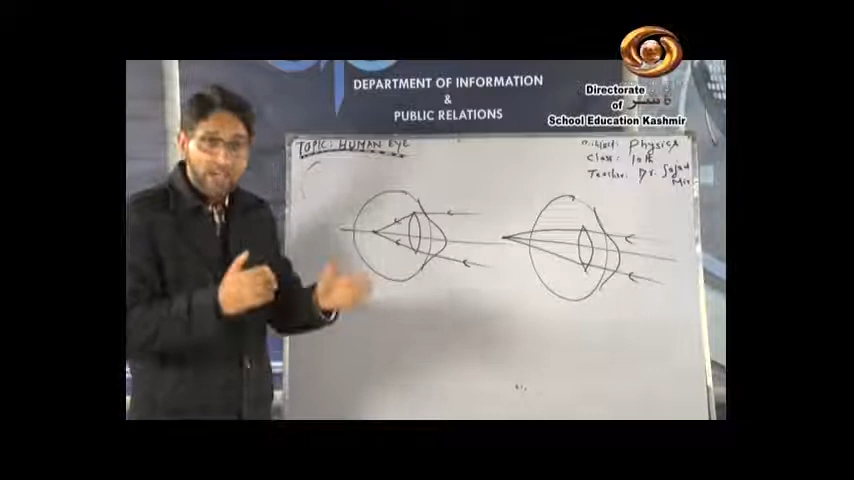 DEPARTMENT OF INFORMATION
&
PUBLIC RELATIONS
Directorate
of
School Education Kashmir
TOPIC: HUMAN EYE
Subject: Physics
Class: 10th
Teacher: Dr. Sajad
Mir